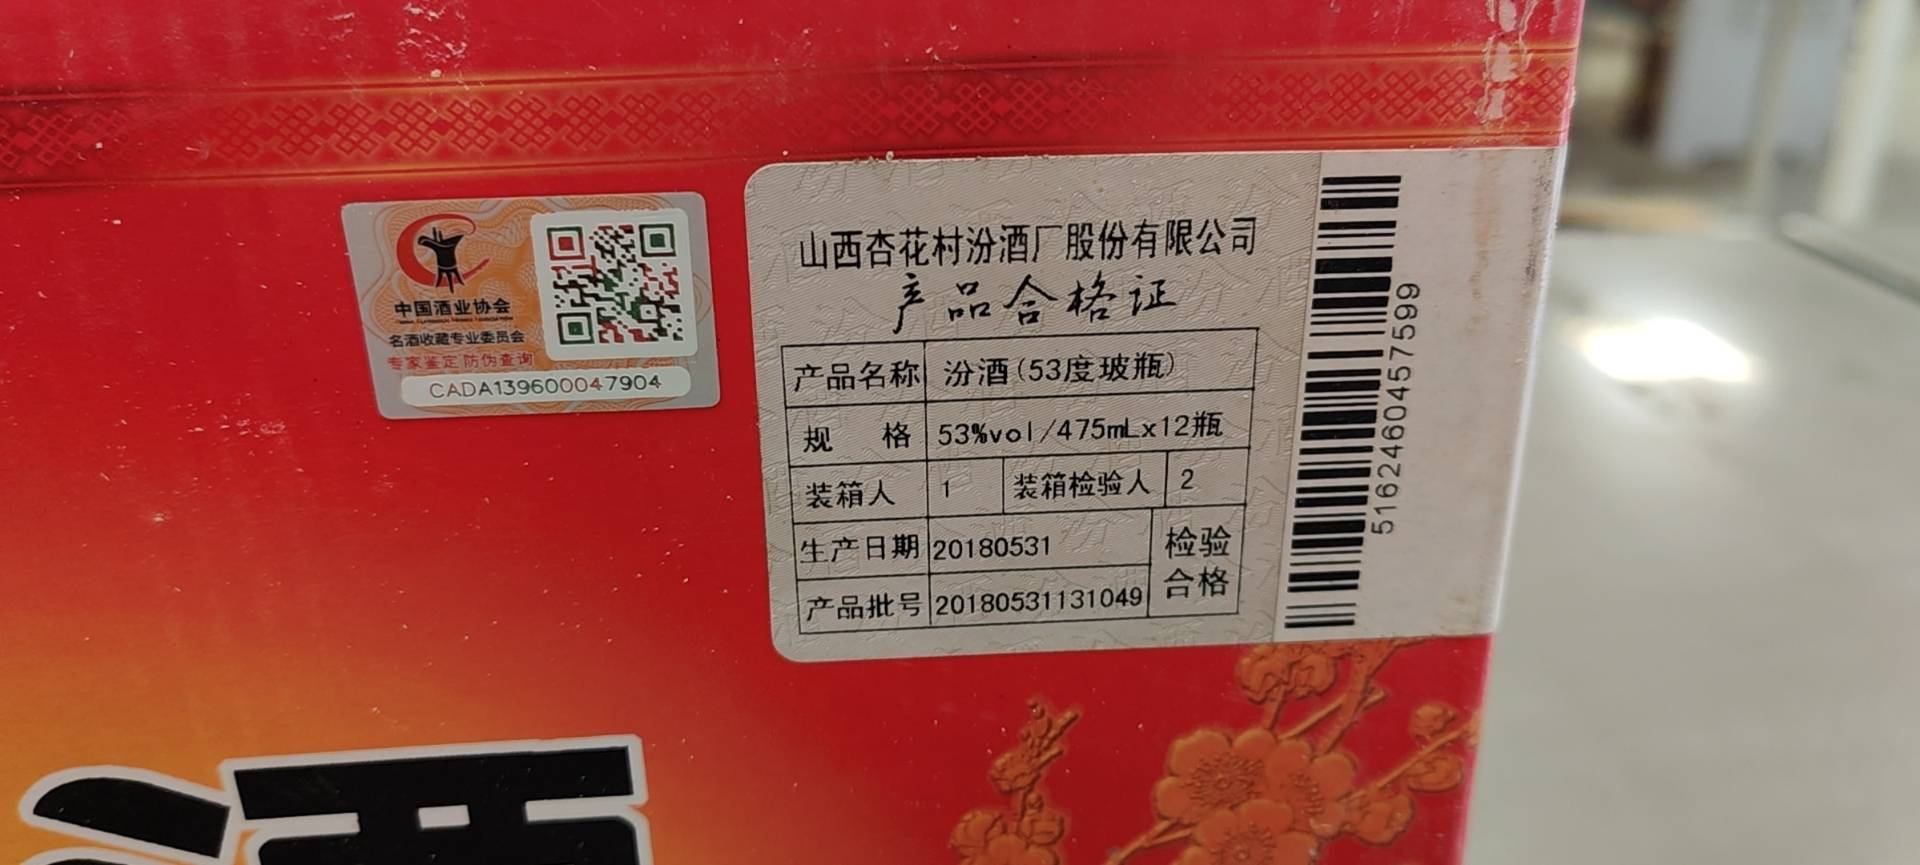 中国酒业协会
名酒收藏专业委员会
专家鉴定 防伪查询
CADA139600047904
山西杏花村汾酒厂股份有限公司
产品合格证
产品名称 汾酒(53度玻瓶)
规 格 53%vol/475mLx12瓶
装箱人 1 装箱检验人 2
生产日期 20180531
产品批号 20180531131049
检验
合格
5162460457599
酒